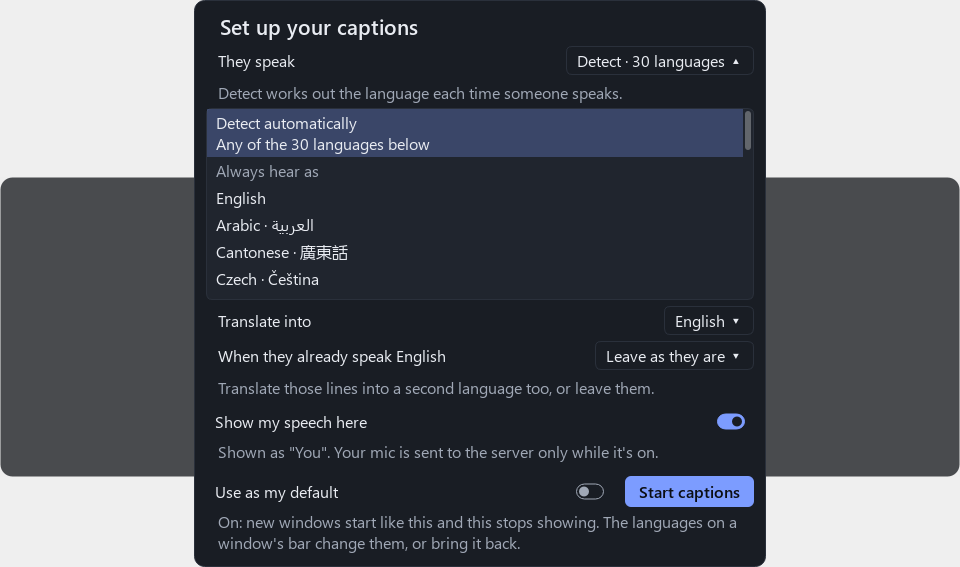 Set up your captions
They speak
Detect · 30 languages
Detect works out the language each time someone speaks.
Detect automatically
Any of the 30 languages below
Always hear as
English
Arabic · العربية
Cantonese · 廣東話
Czech · Čeština
Translate into
English
When they already speak English
Leave as they are
Translate those lines into a second language too, or leave them.
Show my speech here
Shown as "You". Your mic is sent to the server only while it's on.
Use as my default
Start captions
On: new windows start like this and this stops showing. The languages on a
window's bar change them, or bring it back.